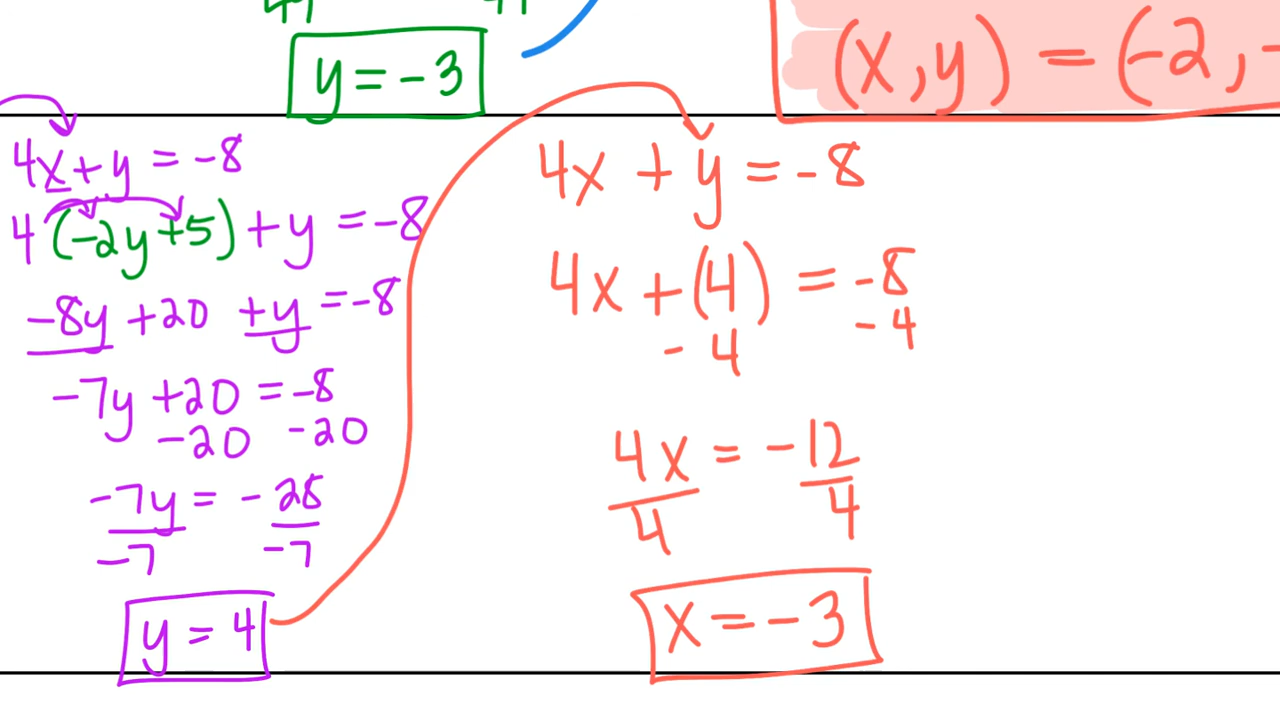 y = -3
(x,y) = (-2,
4x + y = -8
4(-2y+5) + y = -8
-8y +20 +y = -8
-7y +20 = -8
-20 -20
-7y = -28
-7 -7
y = 4
4x + y = -8
4x + (4) = -8
- 4 - 4
4x = -12
4 4
x = -3